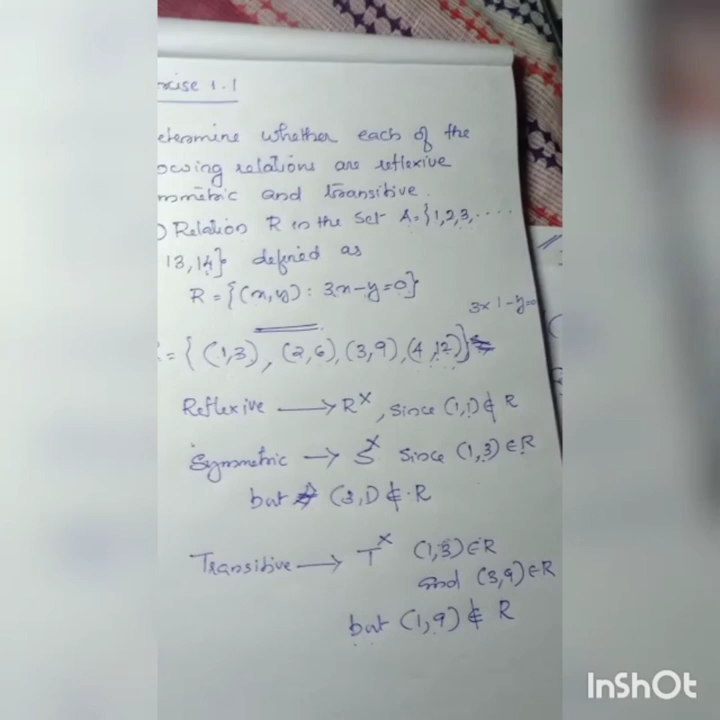 rcise 1.1
etermine whether each of the
owing relations are reflexive
mmetric and transitive.
) Relation R in the set A={1,2,3,....
13,14} defined as
R = {(x,y) : 3x-y=0}
3x1-y=0
= { (1,3), (2,6), (3,9), (4,12)}
Reflexive → R^x, since (1,1) ∉ R
Symmetric → S^x since (1,3) ∈ R
but (3,1) ∉ R
Transitive → T^x (1,3) ∈ R
and (3,9) ∈ R
but (1,9) ∉ R
InShOt